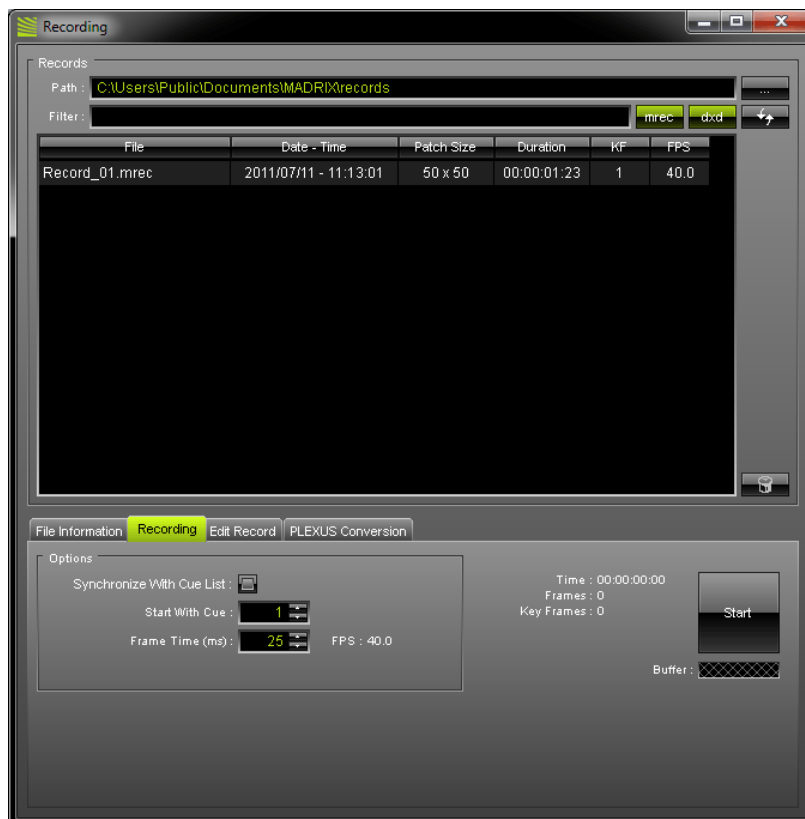 Recording
Records
Path : C:\Users\Public\Documents\MADRIX\records ...
Filter : mrec dxd
File Date - Time Patch Size Duration KF FPS
Record_01.mrec 2011/07/11 - 11:13:01 50 x 50 00:00:01:23 1 40.0
File Information Recording Edit Record PLEXUS Conversion
Options
Synchronize With Cue List :
Start With Cue : 1
Frame Time (ms) : 25 FPS : 40.0
Time : 00:00:00:00
Frames : 0
Key Frames : 0
Start
Buffer :